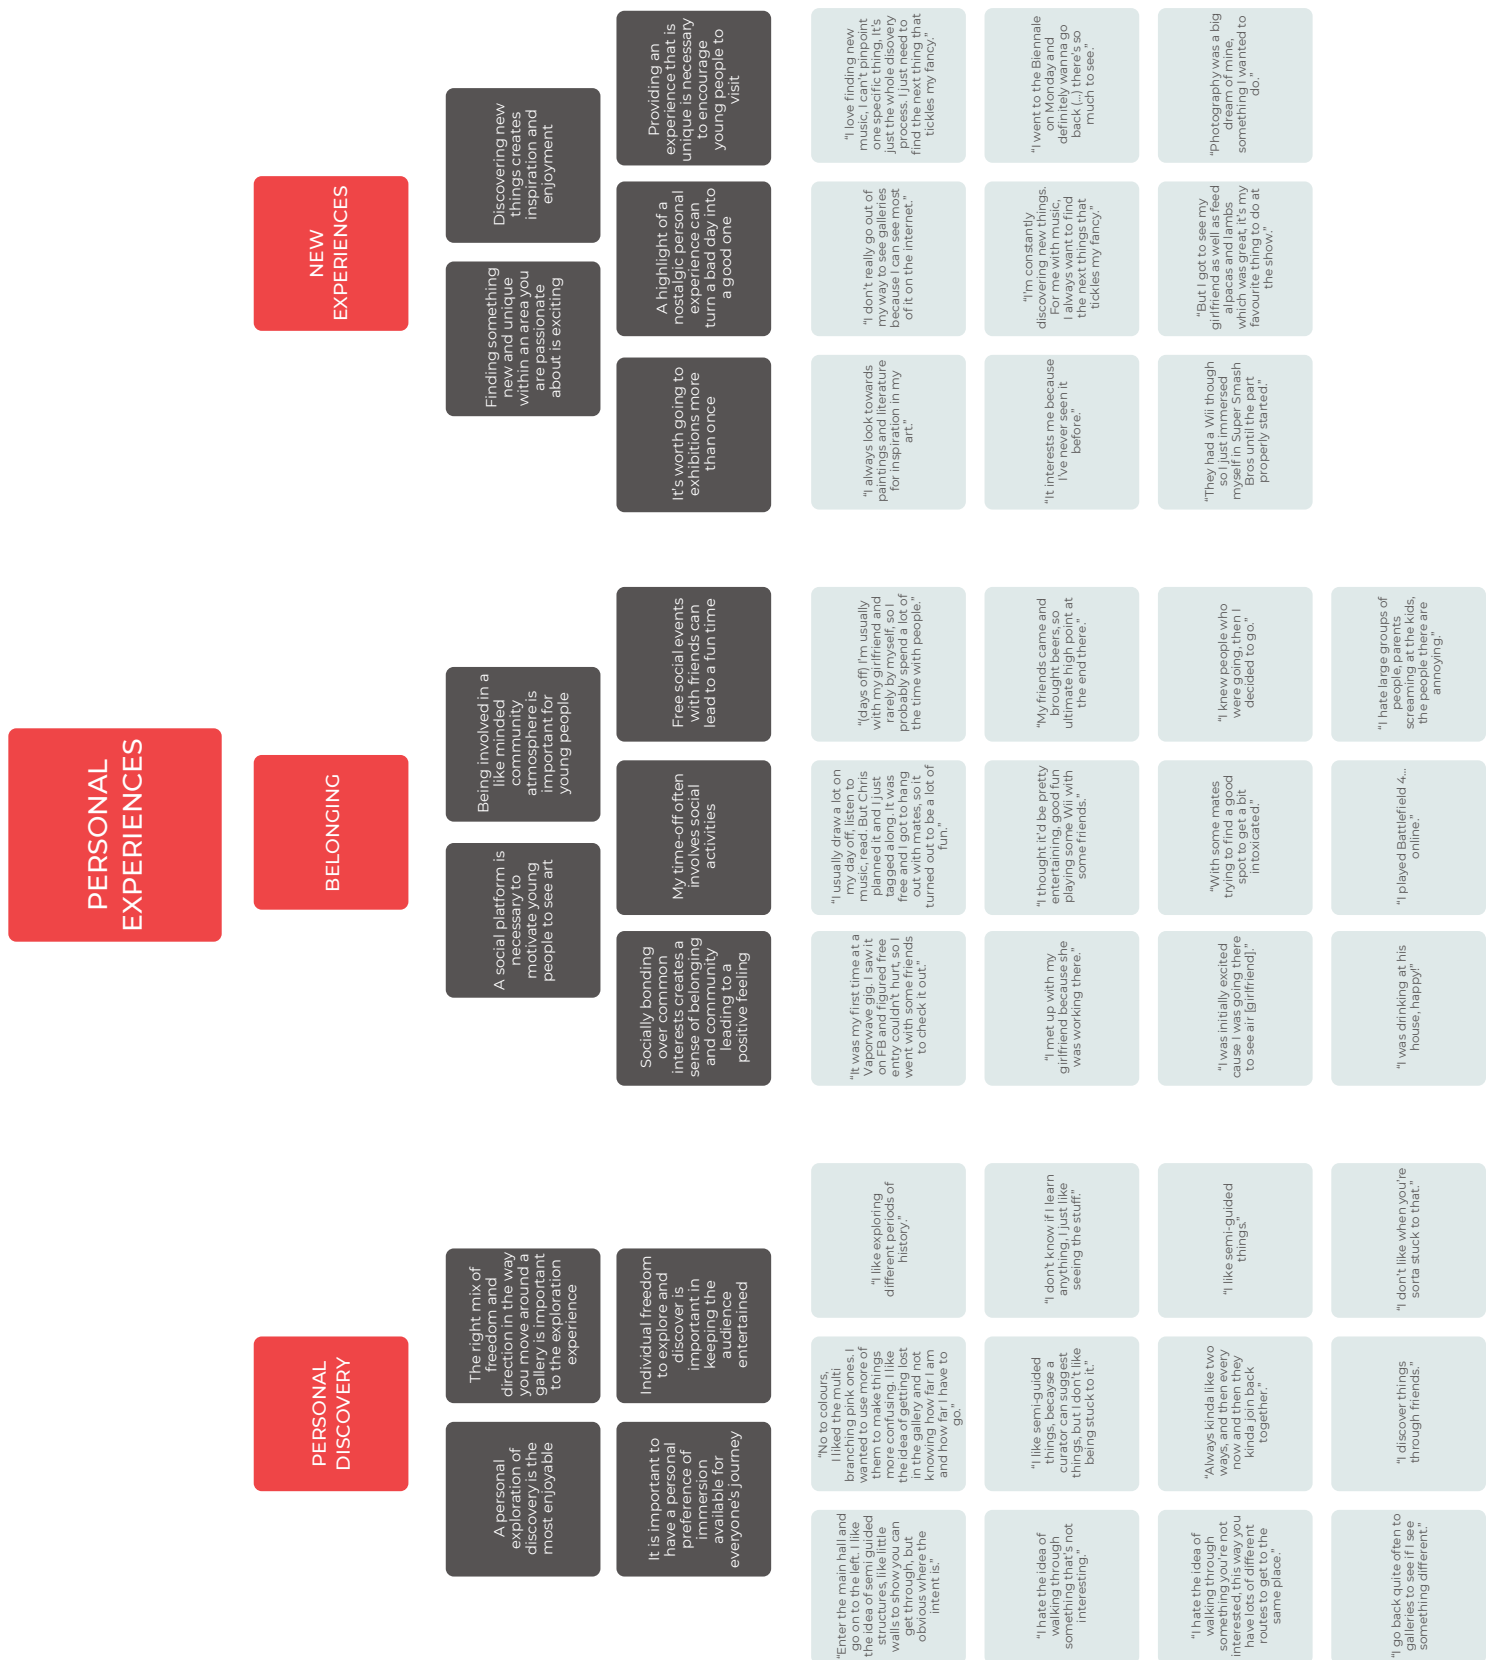 PERSONAL
EXPERIENCES
PERSONAL
DISCOVERY
A personal
exploration of
discovery is the
most enjoyable
The right mix of
freedom and
direction in the way
you move around a
gallery is important
to the exploration
experience
It is important to
have a personal
preference of
immersion
available for
everyone's journey
Individual freedom
to explore and
discover is
important in
keeping the
audience
entertained
"Enter the main hall and
go on to the left. I like
the idea of semi guided
structures, like little
walls to show you can
get through, but
obvious where the
intent is."
"No to colours,
I liked the multi
branching pink ones. I
wanted to use more of
them to make things
more confusing. I like
the idea of getting lost
in the gallery and not
knowing how far I am
and how far I have to
go."
"I like exploring
different periods of
history."
"I hate the idea of
walking through
something that's not
interesting."
"I like semi-guided
things, becayse a
curator can suggest
things, but I don't like
being stuck to it."
"I don't know if I learn
anything, I just like
seeing the stuff."
"I hate the idea of
walking through
something you're not
interested, this way you
have lots of different
routes to get to the
same place."
"Always kinda like two
ways, and then every
now and then they
kinda join back
together."
"I like semi-guided
things."
"I go back quite often to
galleries to see if I see
something different."
"I discover things
through friends."
"I don't like when you're
sorta stuck to that."
BELONGING
A social platform is
necessary to
motivate young
people to see art
Being involved in a
like minded
community
atmosphere is
important for
young people
Socially bonding
over common
interests creates a
sense of belonging
and community
leading to a
positive feeling
My time-off often
involves social
activities
Free social events
with friends can
lead to a fun time
"It was my first time at a
Vaporwave gig. I saw it
on FB and figured free
entry couldn't hurt, so I
went with some friends
to check it out."
"I usually draw a lot on
my day off, listen to
music, read. But Chris
planned it and I just
tagged along. It was
free and I got to hang
out with mates, so it
turned out to be a lot of
fun."
"(days off) I'm usually
with my girlfriend and
rarely by myself, so I
probably spend a lot of
the time with people."
"I met up with my
girlfriend because she
was working there."
"I thought it'd be pretty
entertaining, good fun
playing some Wii with
some friends."
"My friends came and
brought beers, so
ultimate high point at
the end there."
"I was initially excited
cause I was going there
to see air [girlfriend]."
"With some mates
trying to find a good
spot to get a bit
intoxicated."
"I knew people who
were going, then I
decided to go."
"I was drinking at his
house, happy!"
"I played Battlefield 4...
online."
"I hate large groups of
people, parents
screaming at the kids,
the people there are
annoying."
NEW
EXPERIENCES
Finding something
new and unique
within an area you
are passionate
about is exciting
Discovering new
things creates
inspiration and
enjoyment
It's worth going to
exhibitions more
than once
A highlight of a
nostalgic personal
experience can
turn a bad day into
a good one
Providing an
experience that is
unique is necessary
to encourage
young people to
visit
"I always look towards
paintings and literature
for inspiration in my
art."
"I don't really go out of
my way to see galleries
because I can see most
of it on the internet."
"I love finding new
music, I can't pinpoint
one specific thing, It's
just the whole disovery
process. I just need to
find the next thing that
tickles my fancy."
"It interests me because
I've never seen it
before."
"I'm constantly
discovering new things.
For me with music,
I always want to find
the next things that
tickles my fancy."
"I went to the Biennale
on Monday and
definitely wanna go
back (...) there's so
much to see."
"They had a Wii though
so I just immersed
myself in Super Smash
Bros until the part
properly started."
"But I got to see my
girlfriend as well as feed
alpacas and lambs
which was great, it's my
favourite thing to do at
the show."
"Photography was a big
dream of mine,
something I wanted to
do."